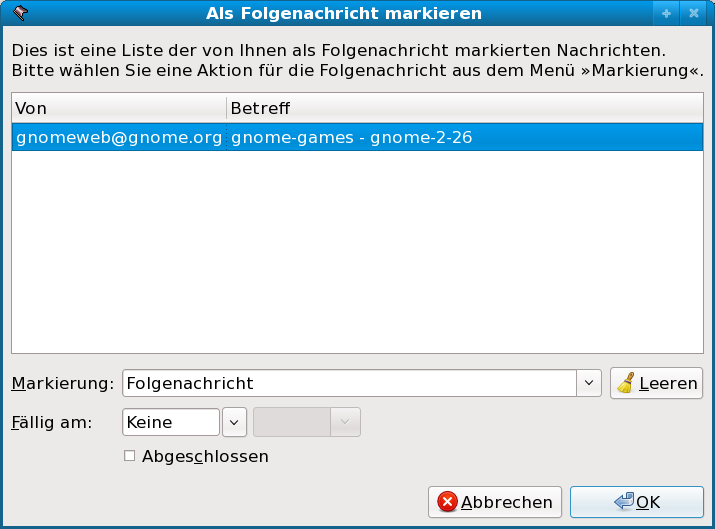 Als Folgenachricht markieren
Dies ist eine Liste der von Ihnen als Folgenachricht markierten Nachrichten.
Bitte wählen Sie eine Aktion für die Folgenachricht aus dem Menü »Markierung«.
Von Betreff
gnomeweb@gnome.org gnome-games - gnome-2-26
Markierung: Folgenachricht Leeren
Fällig am: Keine
Abgeschlossen
Abbrechen OK